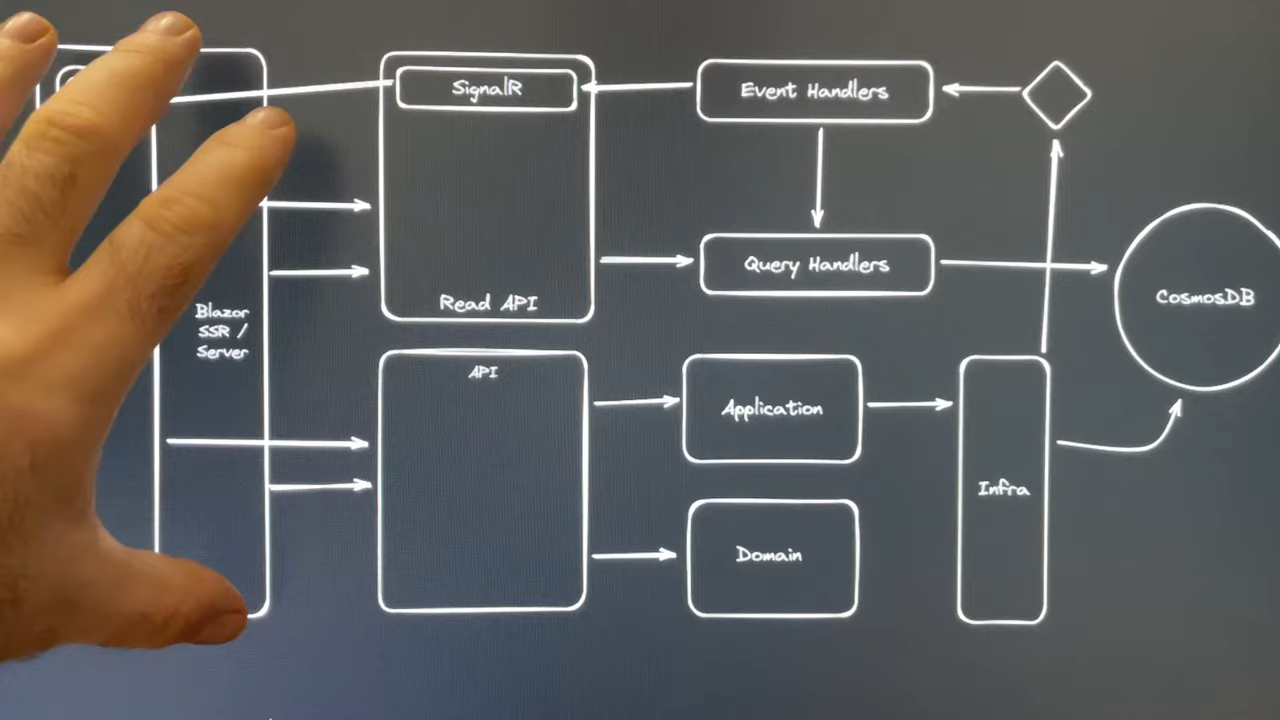 SignalR
Event Handlers
Query Handlers
Read API
CosmosDB
Blazor
SSR /
Server
API
Application
Infra
Domain